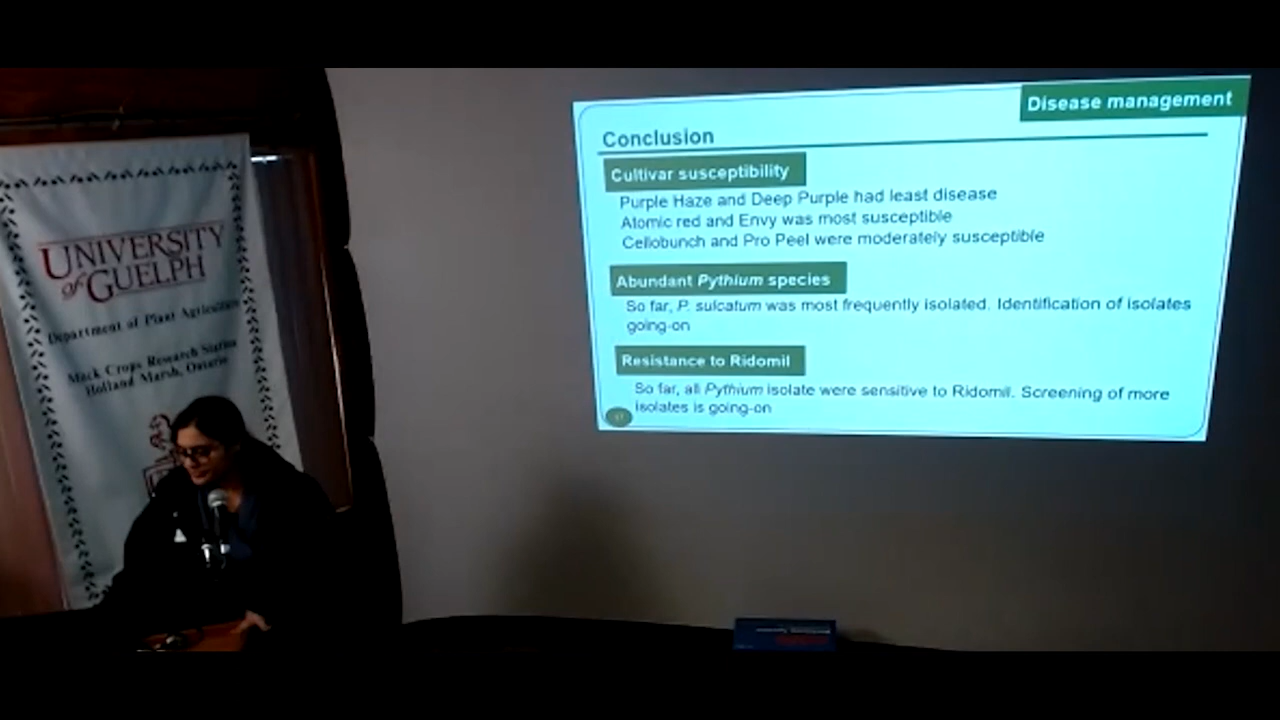 UNIVERSITY
of GUELPH
Department of Plant Agriculture
Muck Crops Research Station
Holland Marsh, Ontario
Disease management
Conclusion
Cultivar susceptibility
Purple Haze and Deep Purple had least disease
Atomic red and Envy was most susceptible
Cellobunch and Pro Peel were moderately susceptible
Abundant Pythium species
So far, P. sulcatum was most frequently isolated. Identification of isolates
going-on
Resistance to Ridomil
So far, all Pythium isolate were sensitive to Ridomil. Screening of more
isolates is going-on